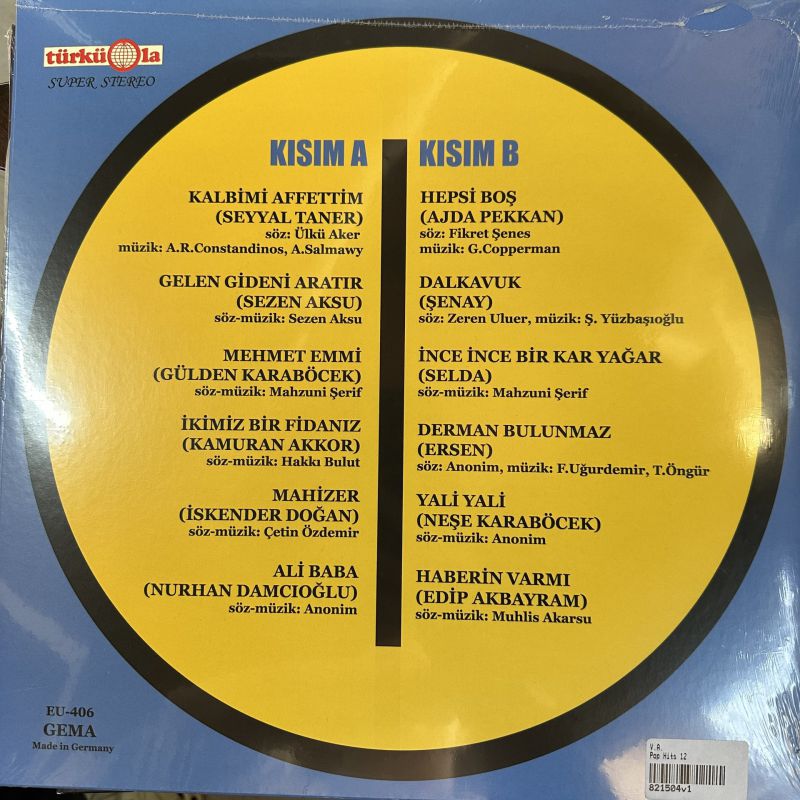 türküola
SUPER STEREO
KISIM A
KALBİMİ AFFETTİM
(SEYYAL TANER)
söz: Ülkü Aker
müzik: A.R.Constandinos, A.Salmawy
GELEN GİDENİ ARATIR
(SEZEN AKSU)
söz-müzik: Sezen Aksu
MEHMET EMMİ
(GÜLDEN KARABÖCEK)
söz-müzik: Mahzuni Şerif
İKİMİZ BİR FİDANIZ
(KAMURAN AKKOR)
söz-müzik: Hakkı Bulut
MAHİZER
(İSKENDER DOĞAN)
söz-müzik: Çetin Özdemir
ALİ BABA
(NURHAN DAMCIOĞLU)
söz-müzik: Anonim
KISIM B
HEPSİ BOŞ
(AJDA PEKKAN)
söz: Fikret Şenes
müzik: G.Copperman
DALKAVUK
(ŞENAY)
söz: Zeren Uluer, müzik: Ş. Yüzbaşıoğlu
İNCE İNCE BİR KAR YAĞAR
(SELDA)
söz-müzik: Mahzuni Şerif
DERMAN BULUNMAZ
(ERSEN)
söz: Anonim, müzik: F.Uğurdemir, T.Öngür
YALİ YALİ
(NEŞE KARABÖCEK)
söz-müzik: Anonim
HABERİN VARMI
(EDİP AKBAYRAM)
söz-müzik: Muhlis Akarsu
EU-406
GEMA
Made in Germany
V.A.
Pop Hits 12
821504v1